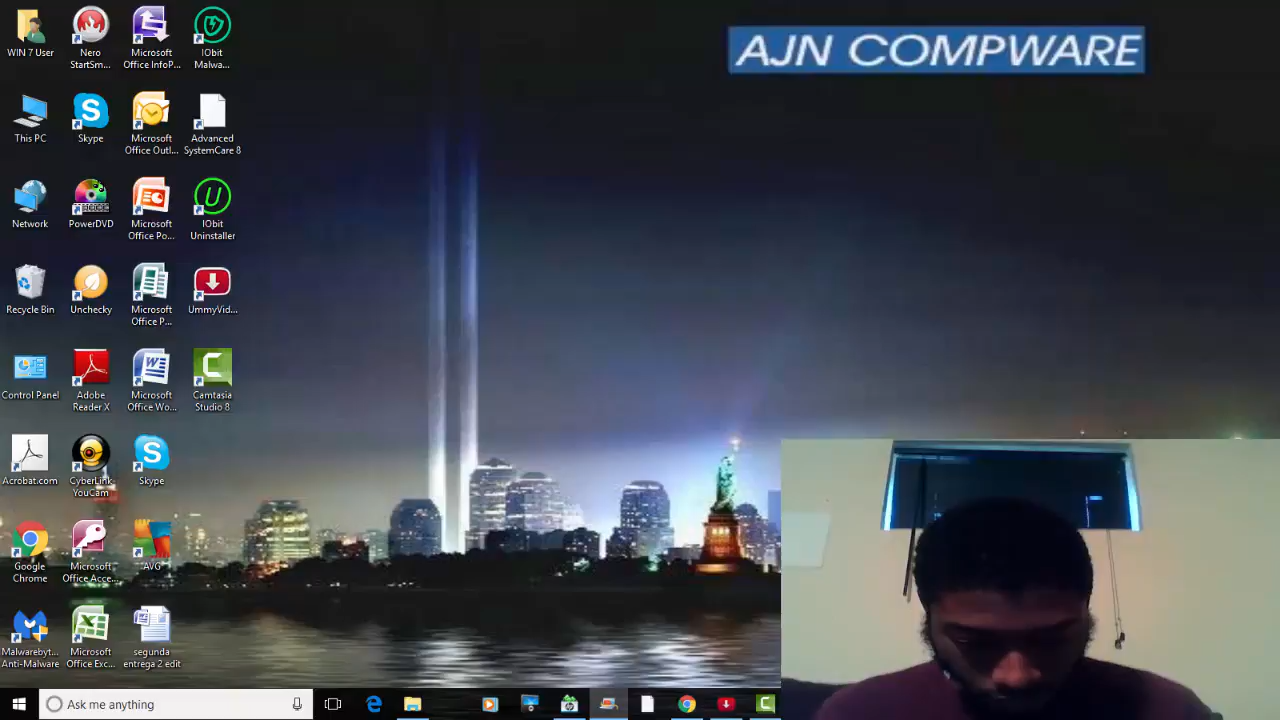 AJN COMPWARE
WIN 7 User
Nero
StartSm...
Microsoft
Office InfoP...
IObit
Malwa...
This PC
Skype
Microsoft
Office Outl...
Advanced
SystemCare 8
Network
PowerDVD
Microsoft
Office Po...
IObit
Uninstaller
Recycle Bin
Unchecky
Microsoft
Office P...
UmmyVid...
Control Panel
Adobe
Reader X
Microsoft
Office Wo...
Camtasia
Studio 8
Acrobat.com
CyberLink
YouCam
Skype
Google
Chrome
Microsoft
Office Acce...
AVG
Malwareby...
Anti-Malware
Microsoft
Office Exc...
segunda
entrega 2 edit
Ask me anything